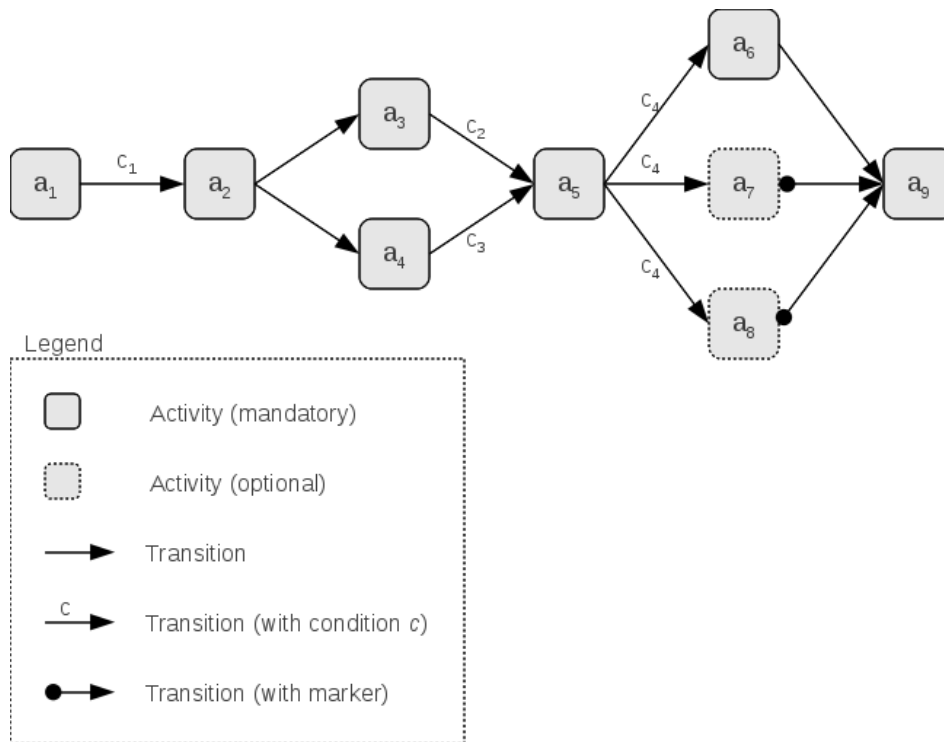 a6
a3
C2
C4
C1
C4
a1
a2
a5
a7
a9
a4
C3
C4
a8
Legend
Activity (mandatory)
Activity (optional)
Transition
C
Transition (with condition c)
Transition (with marker)